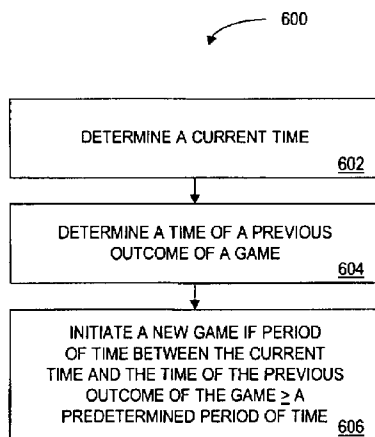 600
DETERMINE A CURRENT TIME
602
DETERMINE A TIME OF A PREVIOUS
OUTCOME OF A GAME
604
INITIATE A NEW GAME IF PERIOD
OF TIME BETWEEN THE CURRENT
TIME AND THE TIME OF THE PREVIOUS
OUTCOME OF THE GAME ≥ A
PREDETERMINED PERIOD OF TIME
606